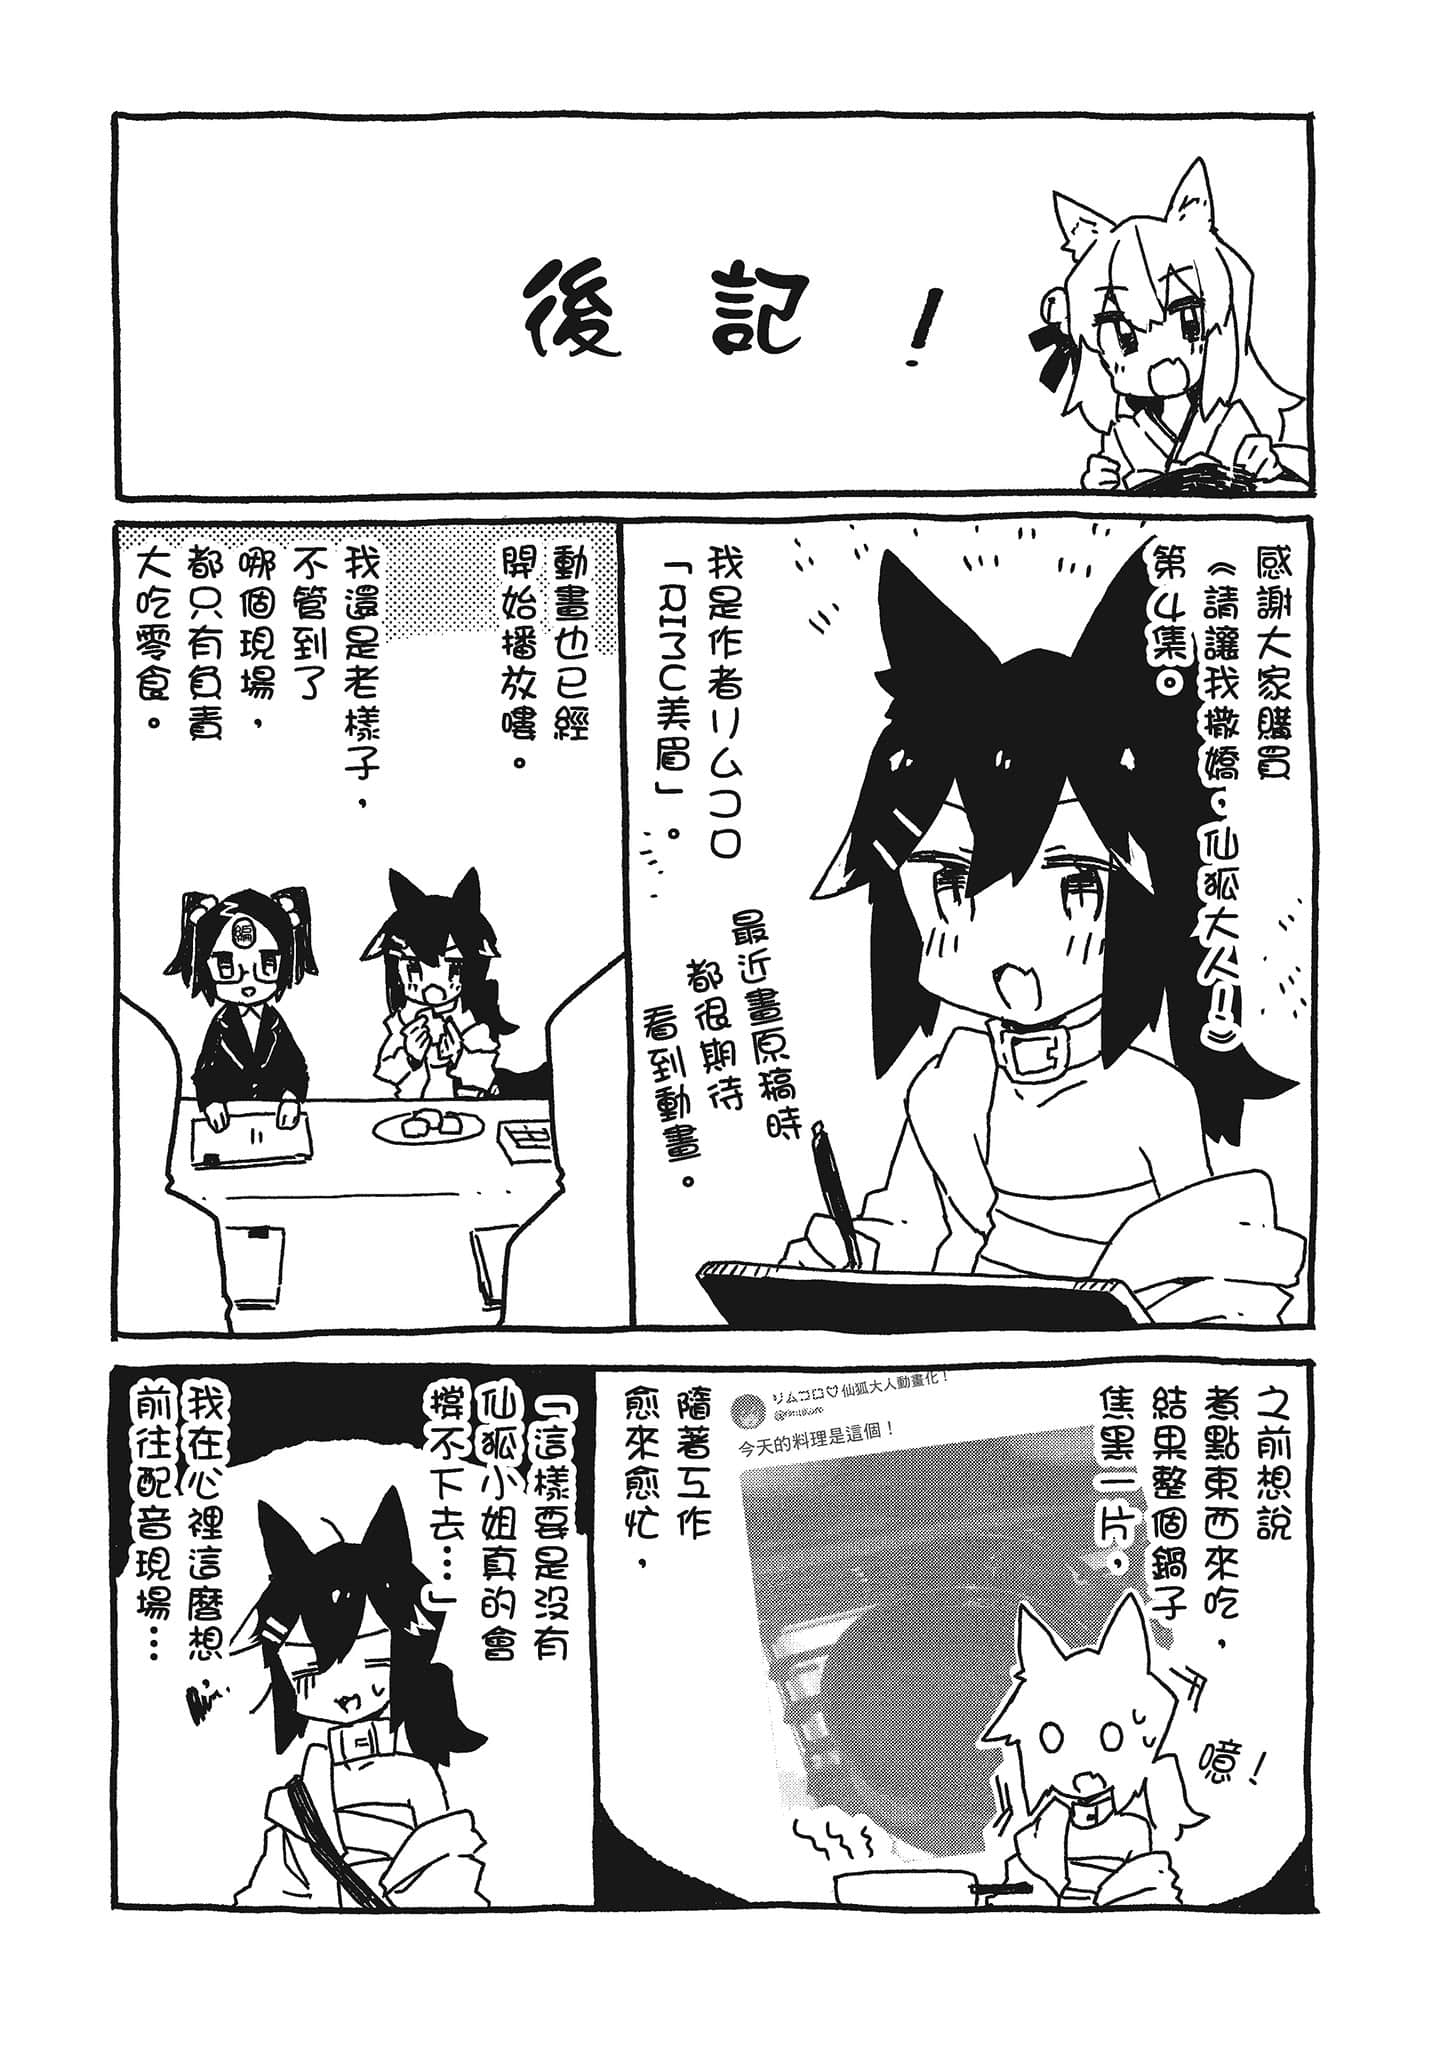 後記！
感謝大家購買
《請讓我撒嬌，仙狐大人！》
第4集。
我是作者リムコロ
「RIMC美眉」。
最近畫原稿時
都很期待
看到動畫。
動畫也已經
開始播放嘍。
我還是老樣子，
不管到了
哪個現場，
都只有負責
大吃零食。
編
之前想說
煮點東西來吃，
結果整個鍋子
焦黑一片，
リムコロ♡仙狐大人動畫化！
今天的料理是這個！
噫！
隨著工作
愈來愈忙，
「這樣要是沒有
仙狐小姐真的會
撐不下去⋯⋯」
我在心裡這麼想，
前往配音現場⋯